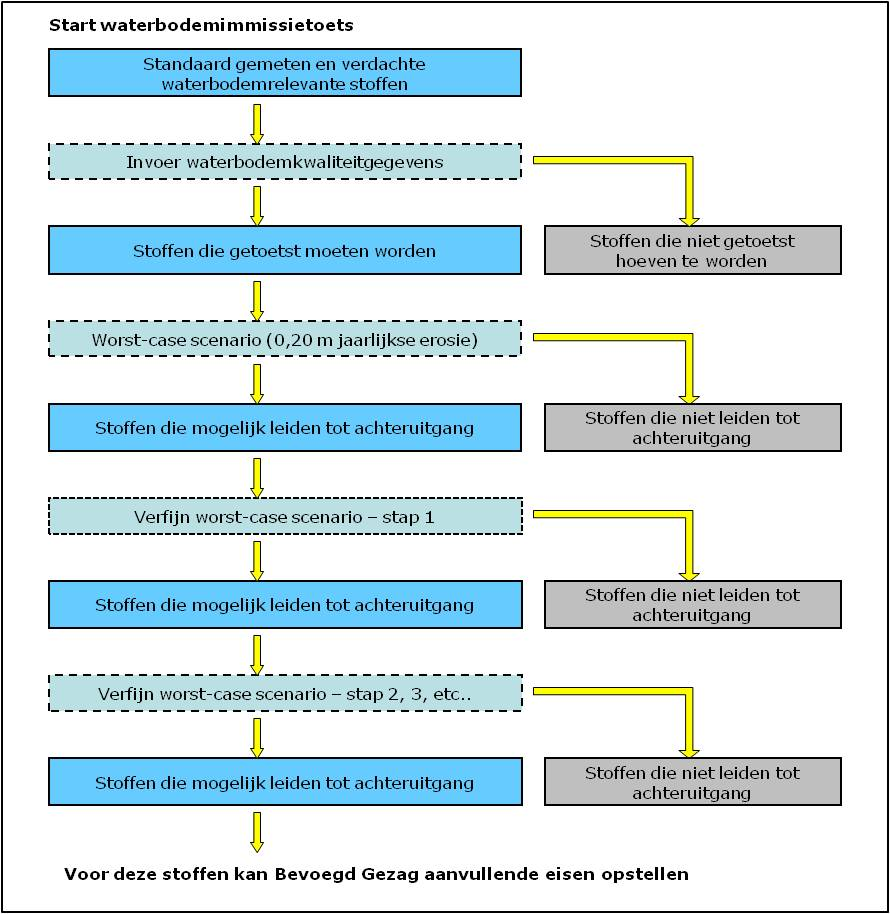 Start waterbodemimmissietoets
Standaard gemeten en verdachte
waterbodemrelevante stoffen
Invoer waterbodemkwaliteitgegevens
Stoffen die getoetst moeten worden
Stoffen die niet getoetst
hoeven te worden
Worst-case scenario (0,20 m jaarlijkse erosie)
Stoffen die mogelijk leiden tot achteruitgang
Stoffen die niet leiden tot
achteruitgang
Verfijn worst-case scenario – stap 1
Stoffen die mogelijk leiden tot achteruitgang
Stoffen die niet leiden tot
achteruitgang
Verfijn worst-case scenario – stap 2, 3, etc..
Stoffen die mogelijk leiden tot achteruitgang
Stoffen die niet leiden tot
achteruitgang
Voor deze stoffen kan Bevoegd Gezag aanvullende eisen opstellen